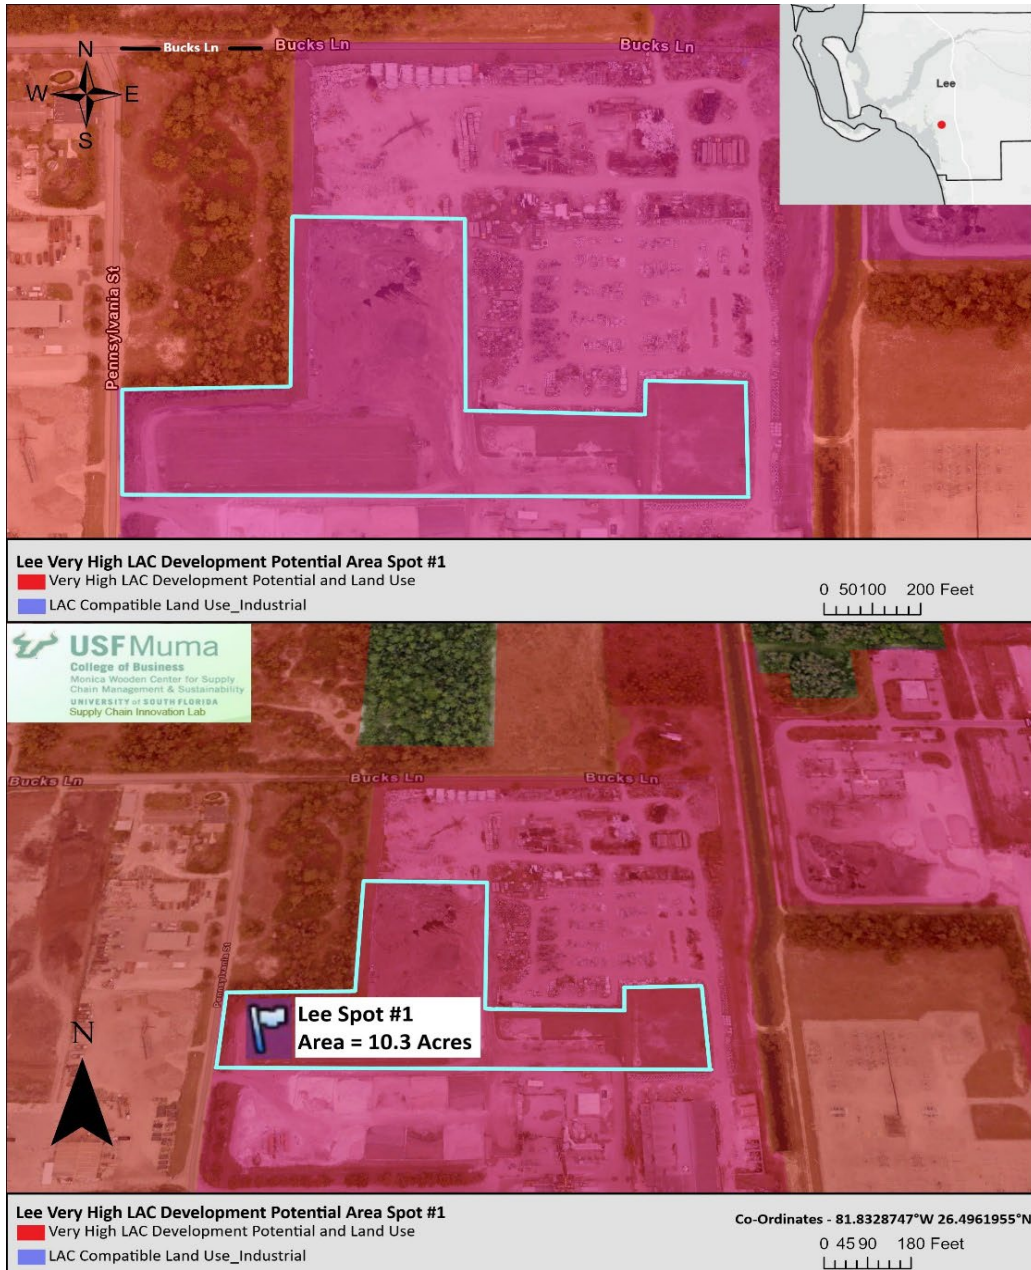 N
W E
S
Bucks Ln Bucks Ln Bucks Ln
Lee
Pennsylvania St
Lee Very High LAC Development Potential Area Spot #1
Very High LAC Development Potential and Land Use
LAC Compatible Land Use_Industrial
0 50 100 200 Feet
USF Muma
College of Business
Monica Wooden Center for Supply
Chain Management & Sustainability
UNIVERSITY of SOUTH FLORIDA
Supply Chain Innovation Lab
Bucks Ln Bucks Ln Bucks Ln
Pennsylvania St
Lee Spot #1
Area = 10.3 Acres
N
Lee Very High LAC Development Potential Area Spot #1
Very High LAC Development Potential and Land Use
LAC Compatible Land Use_Industrial
Co-Ordinates - 81.8328747°W 26.4961955°N
0 45 90 180 Feet